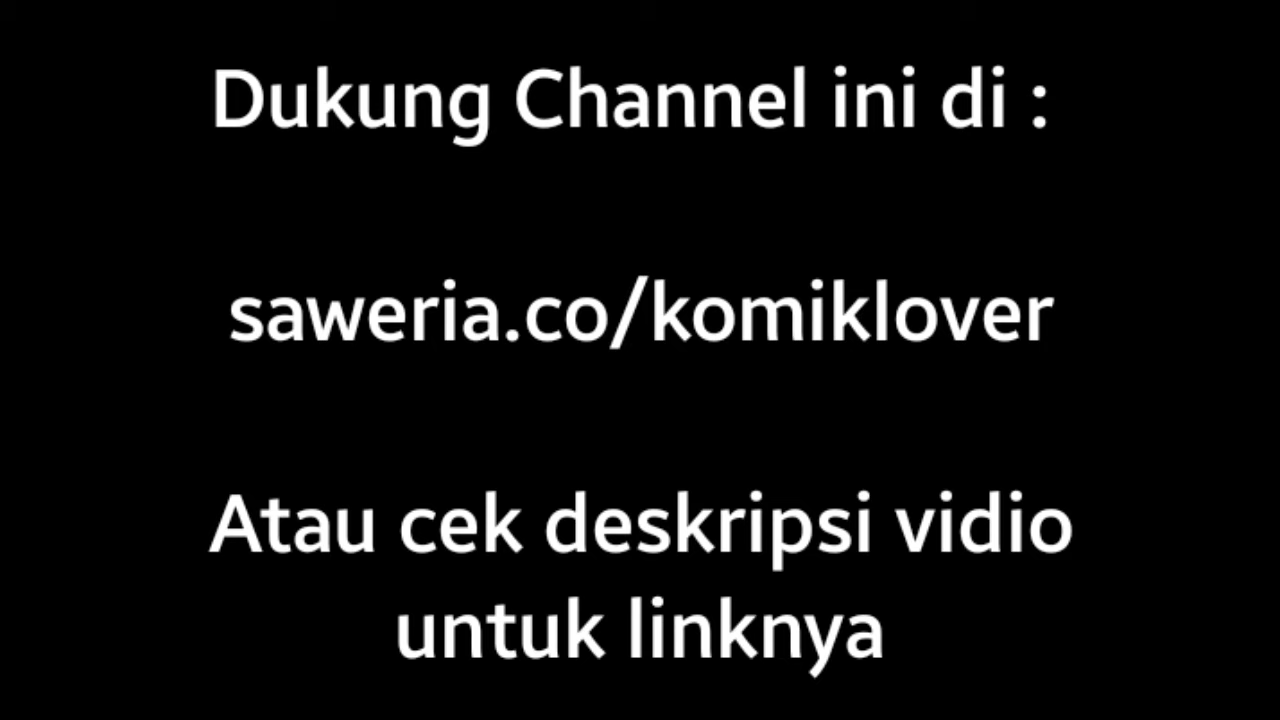 Dukung Channel ini di :
saweria.co/komiklover
Atau cek deskripsi vidio
untuk linknya